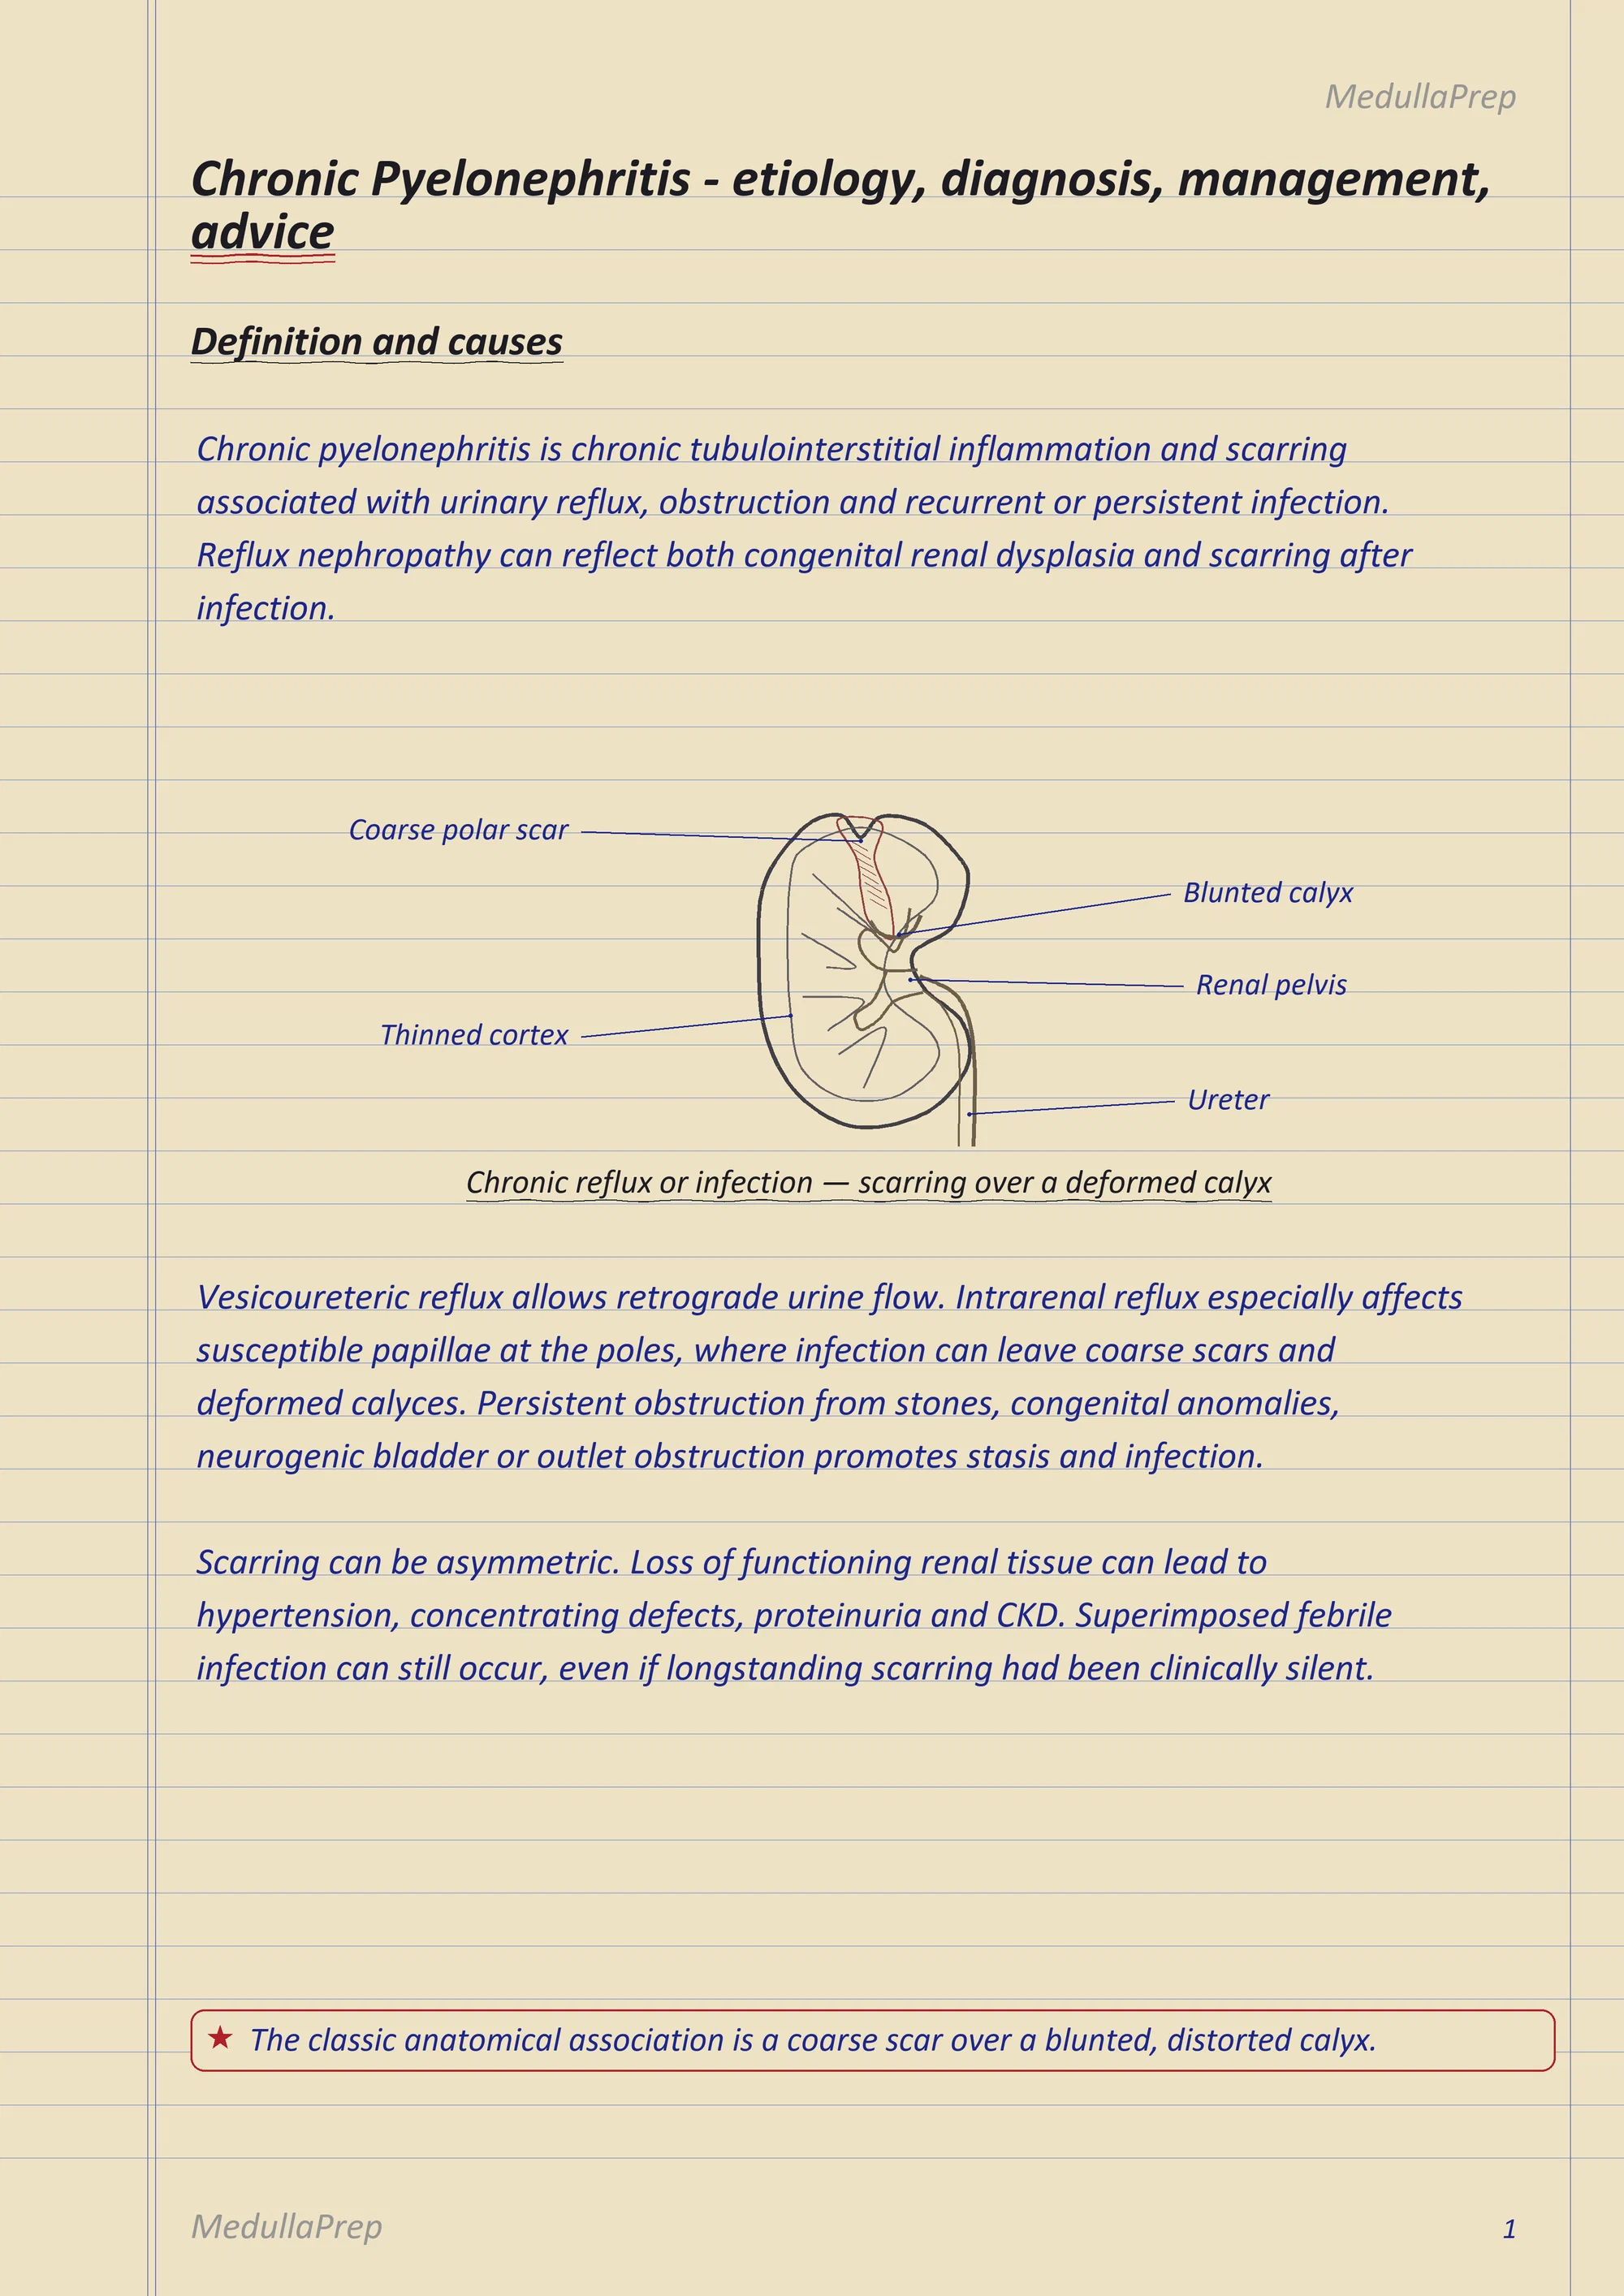 MedullaPrep
Chronic Pyelonephritis - etiology, diagnosis, management,
advice
Definition and causes
Chronic pyelonephritis is chronic tubulointerstitial inflammation and scarring
associated with urinary reflux, obstruction and recurrent or persistent infection.
Reflux nephropathy can reflect both congenital renal dysplasia and scarring after
infection.
Coarse polar scar
Blunted calyx
Renal pelvis
Thinned cortex
Ureter
Chronic reflux or infection — scarring over a deformed calyx
Vesicoureteric reflux allows retrograde urine flow. Intrarenal reflux especially affects
susceptible papillae at the poles, where infection can leave coarse scars and
deformed calyces. Persistent obstruction from stones, congenital anomalies,
neurogenic bladder or outlet obstruction promotes stasis and infection.
Scarring can be asymmetric. Loss of functioning renal tissue can lead to
hypertension, concentrating defects, proteinuria and CKD. Superimposed febrile
infection can still occur, even if longstanding scarring had been clinically silent.
★ The classic anatomical association is a coarse scar over a blunted, distorted calyx.
MedullaPrep
1